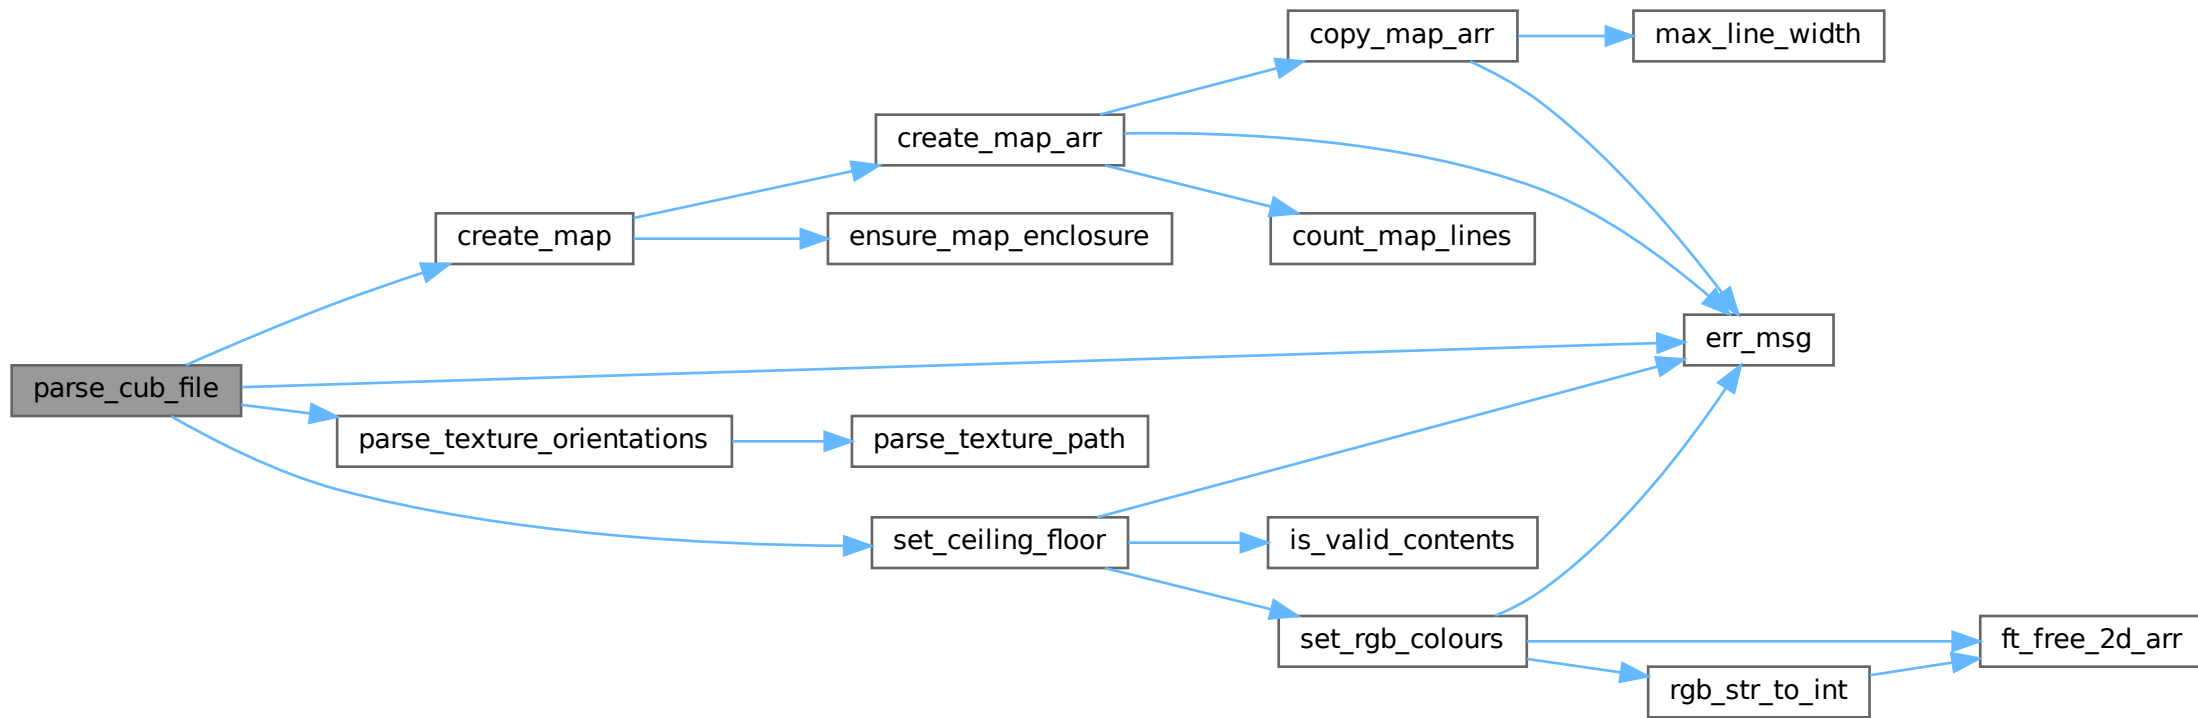 copy_map_arr
max_line_width
create_map_arr
create_map
ensure_map_enclosure
count_map_lines
err_msg
parse_cub_file
parse_texture_orientations
parse_texture_path
set_ceiling_floor
is_valid_contents
set_rgb_colours
ft_free_2d_arr
rgb_str_to_int